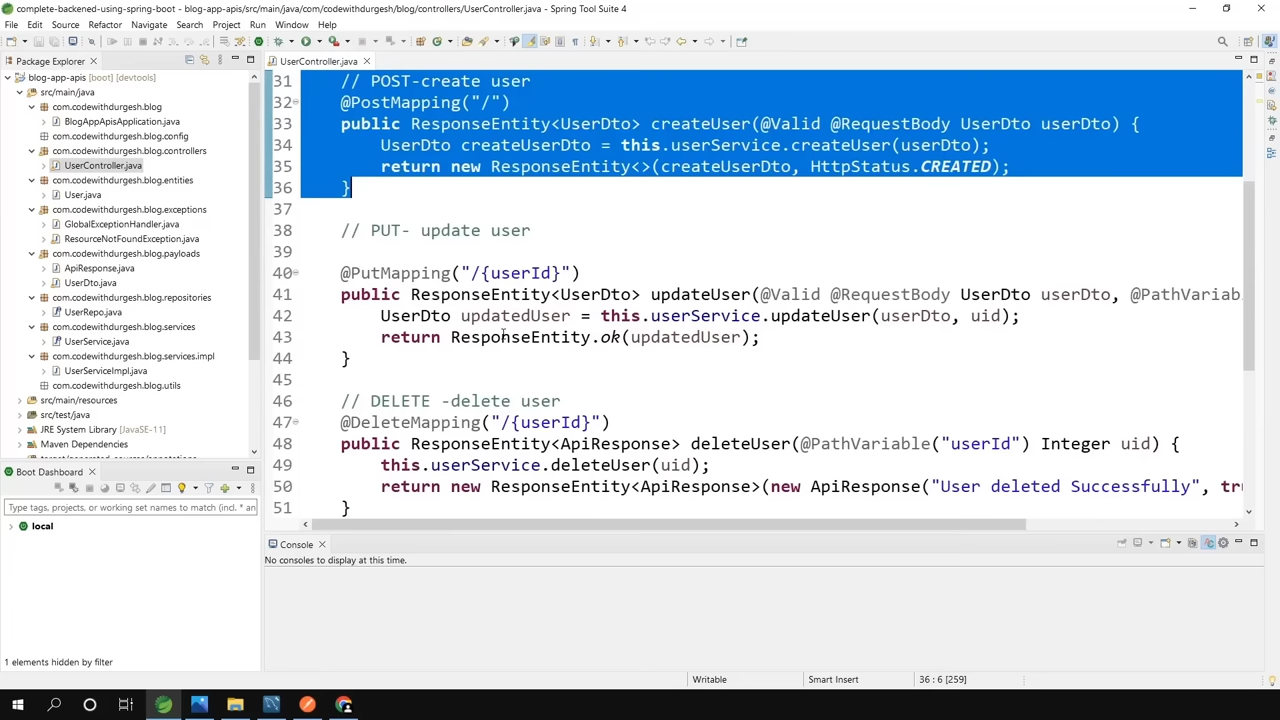 complete-backened-using-spring-boot - blog-app-apis/src/main/java/com/codewithdurgesh/blog/controllers/UserController.java - Spring Tool Suite 4
File Edit Source Refactor Navigate Search Project Run Window Help
Package Explorer
UserController.java
blog-app-apis [boot] [devtools]
src/main/java
com.codewithdurgesh.blog
BlogAppApisApplication.java
com.codewithdurgesh.blog.config
com.codewithdurgesh.blog.controllers
UserController.java
com.codewithdurgesh.blog.entities
User.java
com.codewithdurgesh.blog.exceptions
GlobalExceptionHandler.java
ResourceNotFoundException.java
com.codewithdurgesh.blog.payloads
ApiResponse.java
UserDto.java
com.codewithdurgesh.blog.repositories
UserRepo.java
com.codewithdurgesh.blog.services
UserService.java
com.codewithdurgesh.blog.services.impl
UserServiceImpl.java
com.codewithdurgesh.blog.utils
src/main/resources
src/test/java
JRE System Library [JavaSE-11]
Maven Dependencies
31 // POST-create user
32 @PostMapping("/")
33 public ResponseEntity<UserDto> createUser(@Valid @RequestBody UserDto userDto) {
34 UserDto createUserDto = this.userService.createUser(userDto);
35 return new ResponseEntity<>(createUserDto, HttpStatus.CREATED);
36 }
37
38 // PUT- update user
39
40 @PutMapping("/{userId}")
41 public ResponseEntity<UserDto> updateUser(@Valid @RequestBody UserDto userDto, @PathVariab
42 UserDto updatedUser = this.userService.updateUser(userDto, uid);
43 return ResponseEntity.ok(updatedUser);
44 }
45
46 // DELETE -delete user
47 @DeleteMapping("/{userId}")
48 public ResponseEntity<ApiResponse> deleteUser(@PathVariable("userId") Integer uid) {
49 this.userService.deleteUser(uid);
50 return new ResponseEntity<ApiResponse>(new ApiResponse("User deleted Successfully", tru
51 }
Boot Dashboard
Type tags, projects, or working set names to match (incl. * an
local
1 elements hidden by filter
Console
No consoles to display at this time.
Writable Smart Insert 36 : 6 [259]